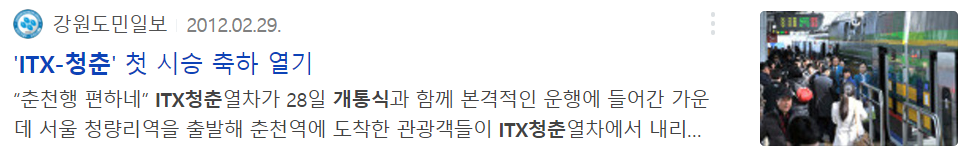 강원도민일보 2012.02.29.
'ITX-청춘' 첫 시승 축하 열기
“춘천행 편하네” ITX청춘열차가 28일 개통식과 함께 본격적인 운행에 들어간 가운
데 서울 청량리역을 출발해 춘천역에 도착한 관광객들이 ITX청춘열차에서 내리...